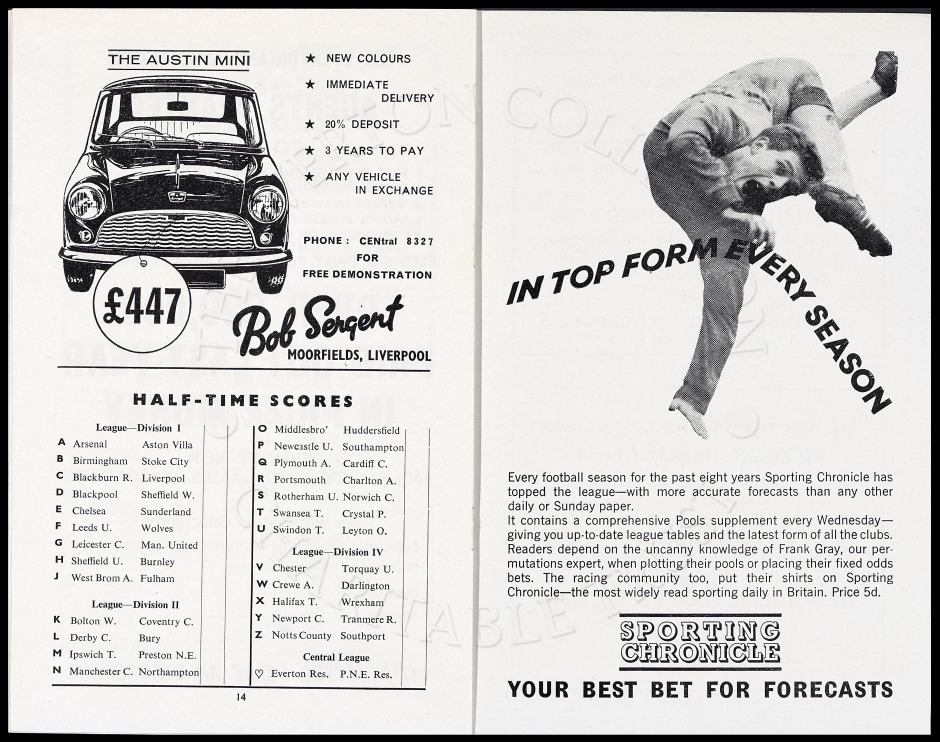 THE AUSTIN MINI
★ NEW COLOURS
★ IMMEDIATE
DELIVERY
★ 20% DEPOSIT
★ 3 YEARS TO PAY
★ ANY VEHICLE
IN EXCHANGE
PHONE : CENtral 8327
FOR
FREE DEMONSTRATION
£447
Bob Sergent
MOORFIELDS, LIVERPOOL
HALF-TIME SCORES
League—Division I
A Arsenal Aston Villa
B Birmingham Stoke City
C Blackburn R. Liverpool
D Blackpool Sheffield W.
E Chelsea Sunderland
F Leeds U. Wolves
G Leicester C. Man. United
H Sheffield U. Burnley
J West Brom A. Fulham
League—Division II
K Bolton W. Coventry C.
L Derby C. Bury
M Ipswich T. Preston N.E.
N Manchester C. Northampton
O Middlesbro' Huddersfield
P Newcastle U. Southampton
Q Plymouth A. Cardiff C.
R Portsmouth Charlton A.
S Rotherham U. Norwich C.
T Swansea T. Crystal P.
U Swindon T. Leyton O.
League—Division IV
V Chester Torquay U.
W Crewe A. Darlington
X Halifax T. Wrexham
Y Newport C. Tranmere R.
Z Notts County Southport
Central League
♡ Everton Res. P.N.E. Res.
14
IN TOP FORM EVERY SEASON
Every football season for the past eight years Sporting Chronicle has
topped the league—with more accurate forecasts than any other
daily or Sunday paper.
It contains a comprehensive Pools supplement every Wednesday—
giving you up-to-date league tables and the latest form of all the clubs.
Readers depend on the uncanny knowledge of Frank Gray, our per-
mutations expert, when plotting their pools or placing their fixed odds
bets. The racing community too, put their shirts on Sporting
Chronicle—the most widely read sporting daily in Britain. Price 5d.
SPORTING
CHRONICLE
YOUR BEST BET FOR FORECASTS